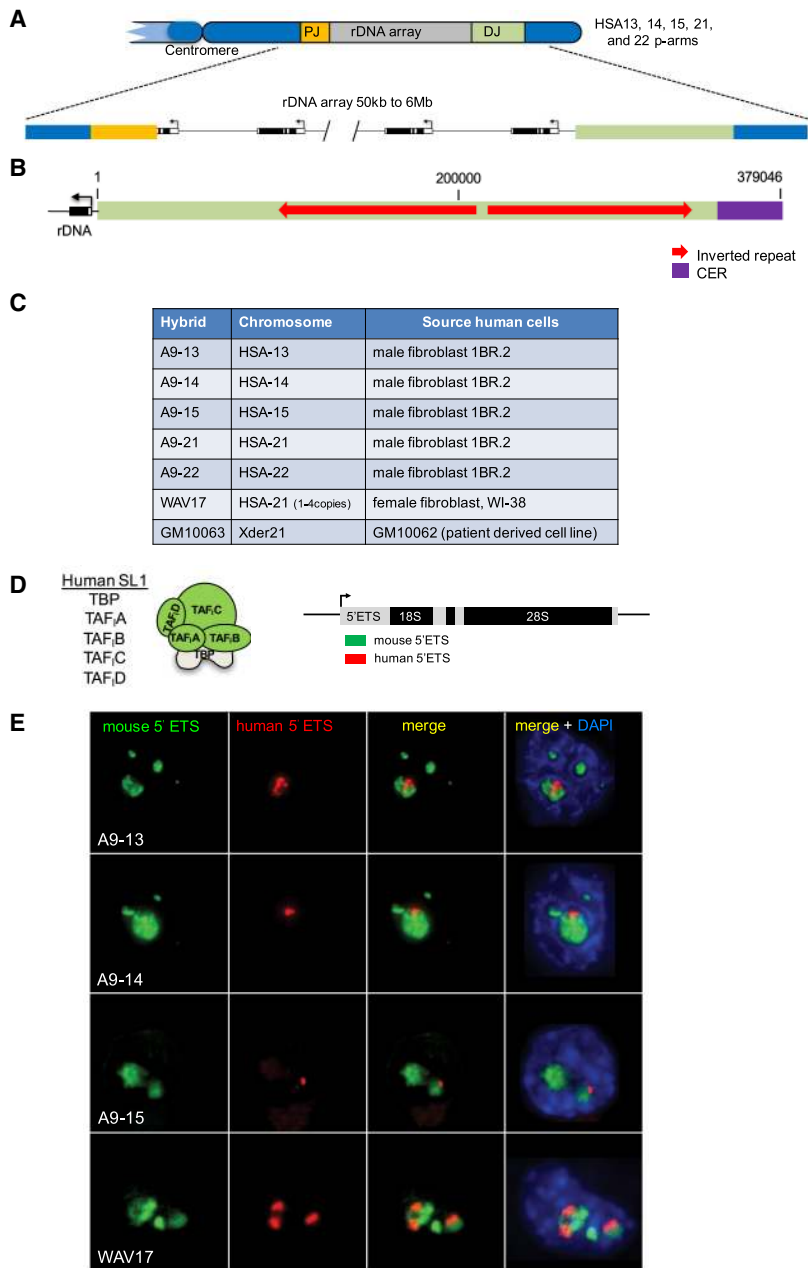 A
PJ rDNA array DJ
Centromere
HSA13, 14, 15, 21,
and 22 p-arms
rDNA array 50kb to 6Mb
B
1 200000 379046
rDNA
Inverted repeat
CER
C
Hybrid Chromosome Source human cells
A9-13 HSA-13 male fibroblast 1BR.2
A9-14 HSA-14 male fibroblast 1BR.2
A9-15 HSA-15 male fibroblast 1BR.2
A9-21 HSA-21 male fibroblast 1BR.2
A9-22 HSA-22 male fibroblast 1BR.2
WAV17 HSA-21 (1-4copies) female fibroblast, WI-38
GM10063 Xder21 GM10062 (patient derived cell line)
D
Human SL1
TBP
TAFIA
TAFIB
TAFIC
TAFID
TAFIC
TAFID
TAFIA TAFIB
TBP
5'ETS 18S 28S
mouse 5'ETS
human 5'ETS
E
mouse 5' ETS human 5' ETS merge merge + DAPI
A9-13
A9-14
A9-15
WAV17